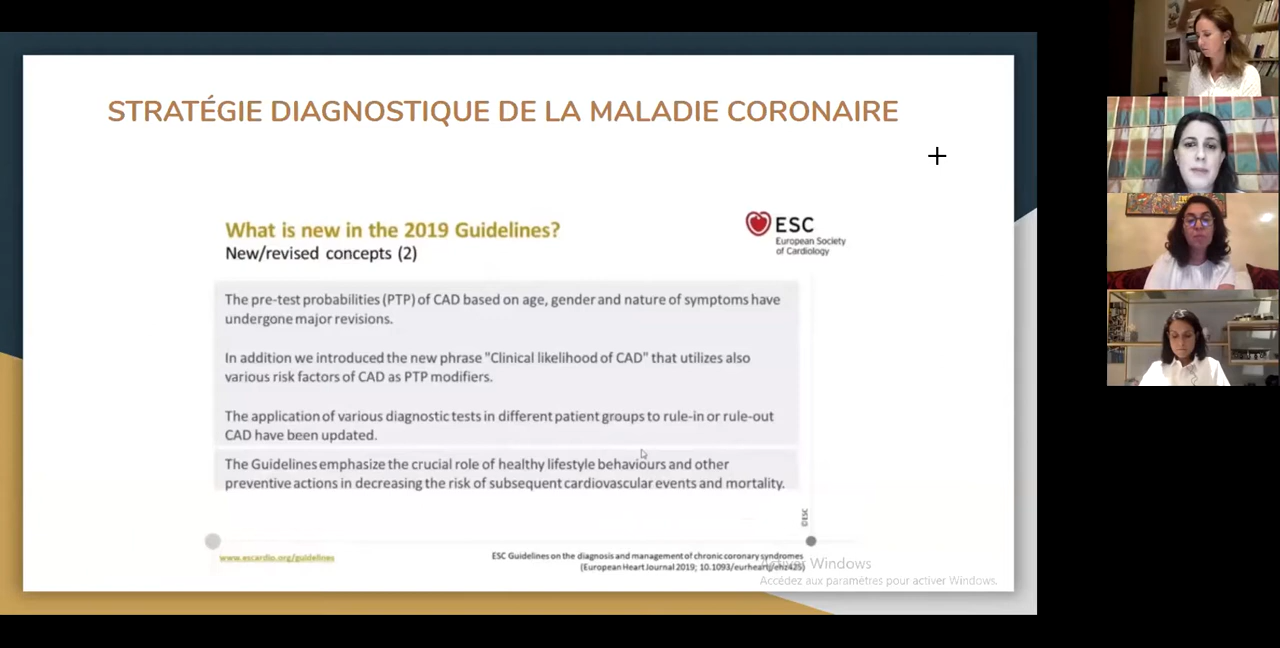 STRATÉGIE DIAGNOSTIQUE DE LA MALADIE CORONAIRE
What is new in the 2019 Guidelines?
New/revised concepts (2)
ESC
European Society
of Cardiology
The pre-test probabilities (PTP) of CAD based on age, gender and nature of symptoms have
undergone major revisions.
In addition we introduced the new phrase "Clinical likelihood of CAD" that utilizes also
various risk factors of CAD as PTP modifiers.
The application of various diagnostic tests in different patient groups to rule-in or rule-out
CAD have been updated.
The Guidelines emphasize the crucial role of healthy lifestyle behaviours and other
preventive actions in decreasing the risk of subsequent cardiovascular events and mortality.
©ESC
www.escardio.org/guidelines
ESC Guidelines on the diagnosis and management of chronic coronary syndromes
(European Heart Journal 2019; 10.1093/eurheartj/ehz425)
Activer Windows
Accédez aux paramètres pour activer Windows.